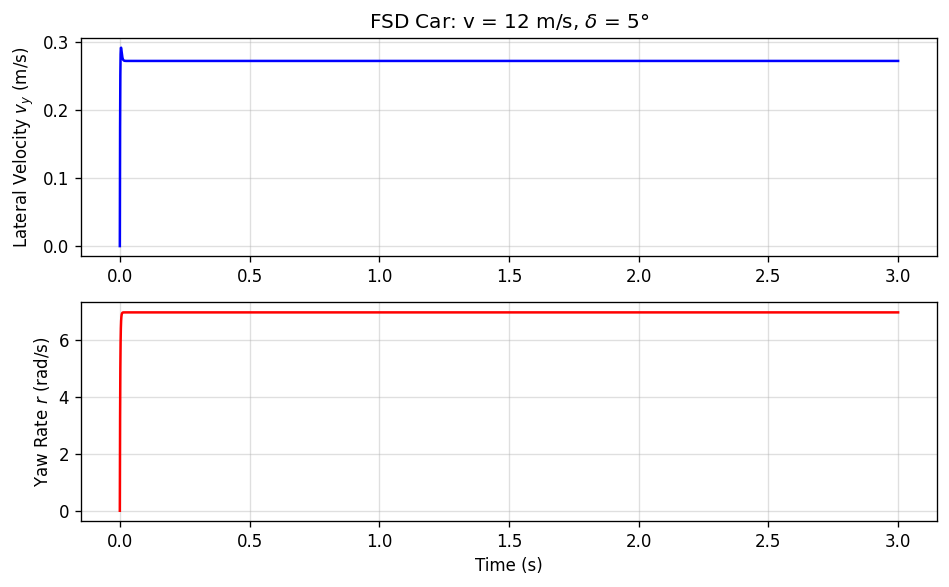 FSD Car: v = 12 m/s, δ = 5°
Lateral Velocity v_y (m/s)
0.3
0.2
0.1
0.0
0.0 0.5 1.0 1.5 2.0 2.5 3.0
Yaw Rate r (rad/s)
6
4
2
0
0.0 0.5 1.0 1.5 2.0 2.5 3.0
Time (s)